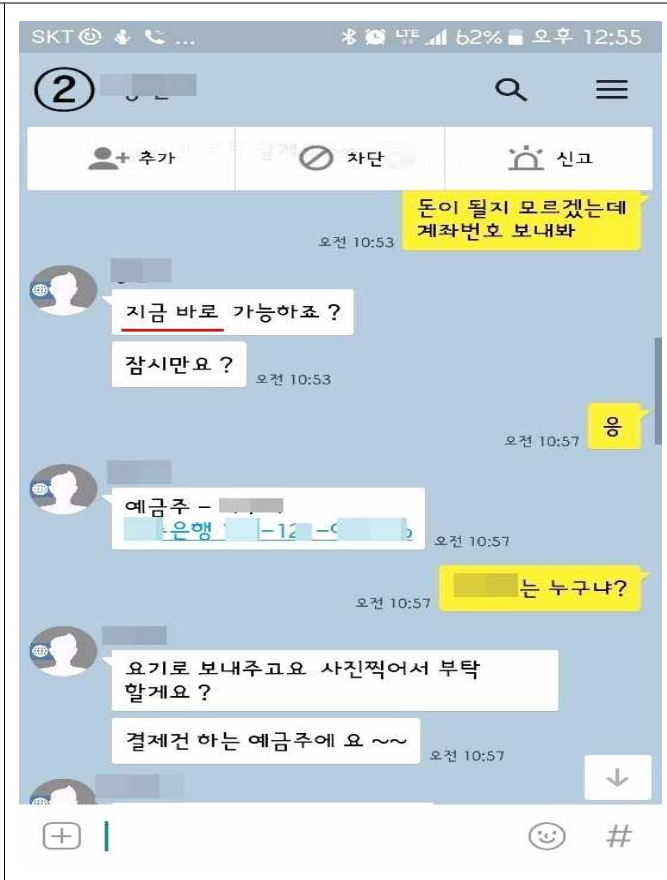 SKT ... LTE 62% 오후 12:55
②
추가 차단 신고
돈이 될지 모르겠는데
계좌번호 보내봐
오전 10:53
지금 바로 가능하죠 ?
잠시만요 ?
오전 10:53
응
오전 10:57
예금주 -
은행 -12 -
오전 10:57
는 누구냐?
오전 10:57
요기로 보내주고요 사진찍어서 부탁
할게요 ?
결제건 하는 예금주에 요 ~~
오전 10:57
#